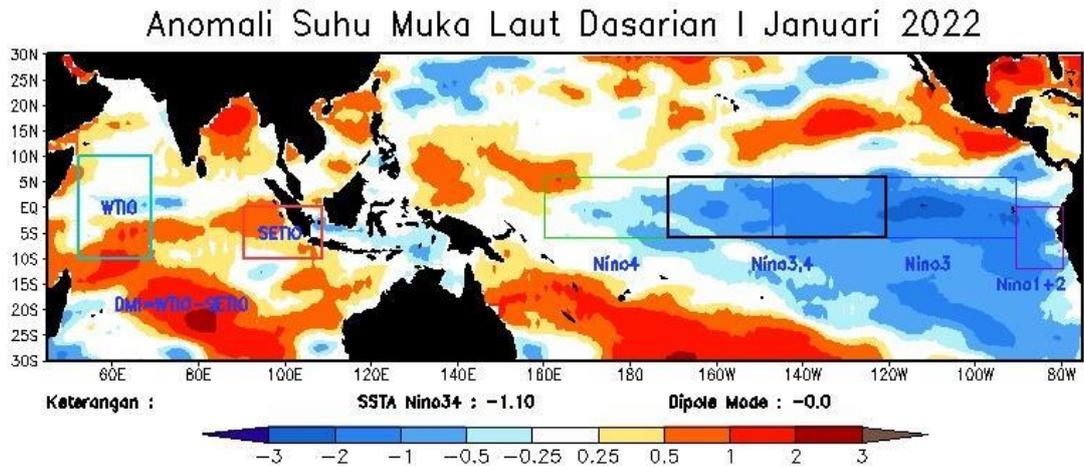 Anomali Suhu Muka Laut Dasarian I Januari 2022
30N
25N
20N
15N
10N
5N
EQ
5S
10S
15S
20S
25S
30S
WTIO
SETIO
DMI=WTIO-SETIO
Nino4
Nino3,4
Nino3
Nino1+2
60E 80E 100E 120E 140E 160E 180 160W 140W 120W 100W 80W
Keterangan : SSTA Nino34 : -1.10 Dipole Mode : -0.0
-3 -2 -1 -0.5 -0.25 0.25 0.5 1 2 3